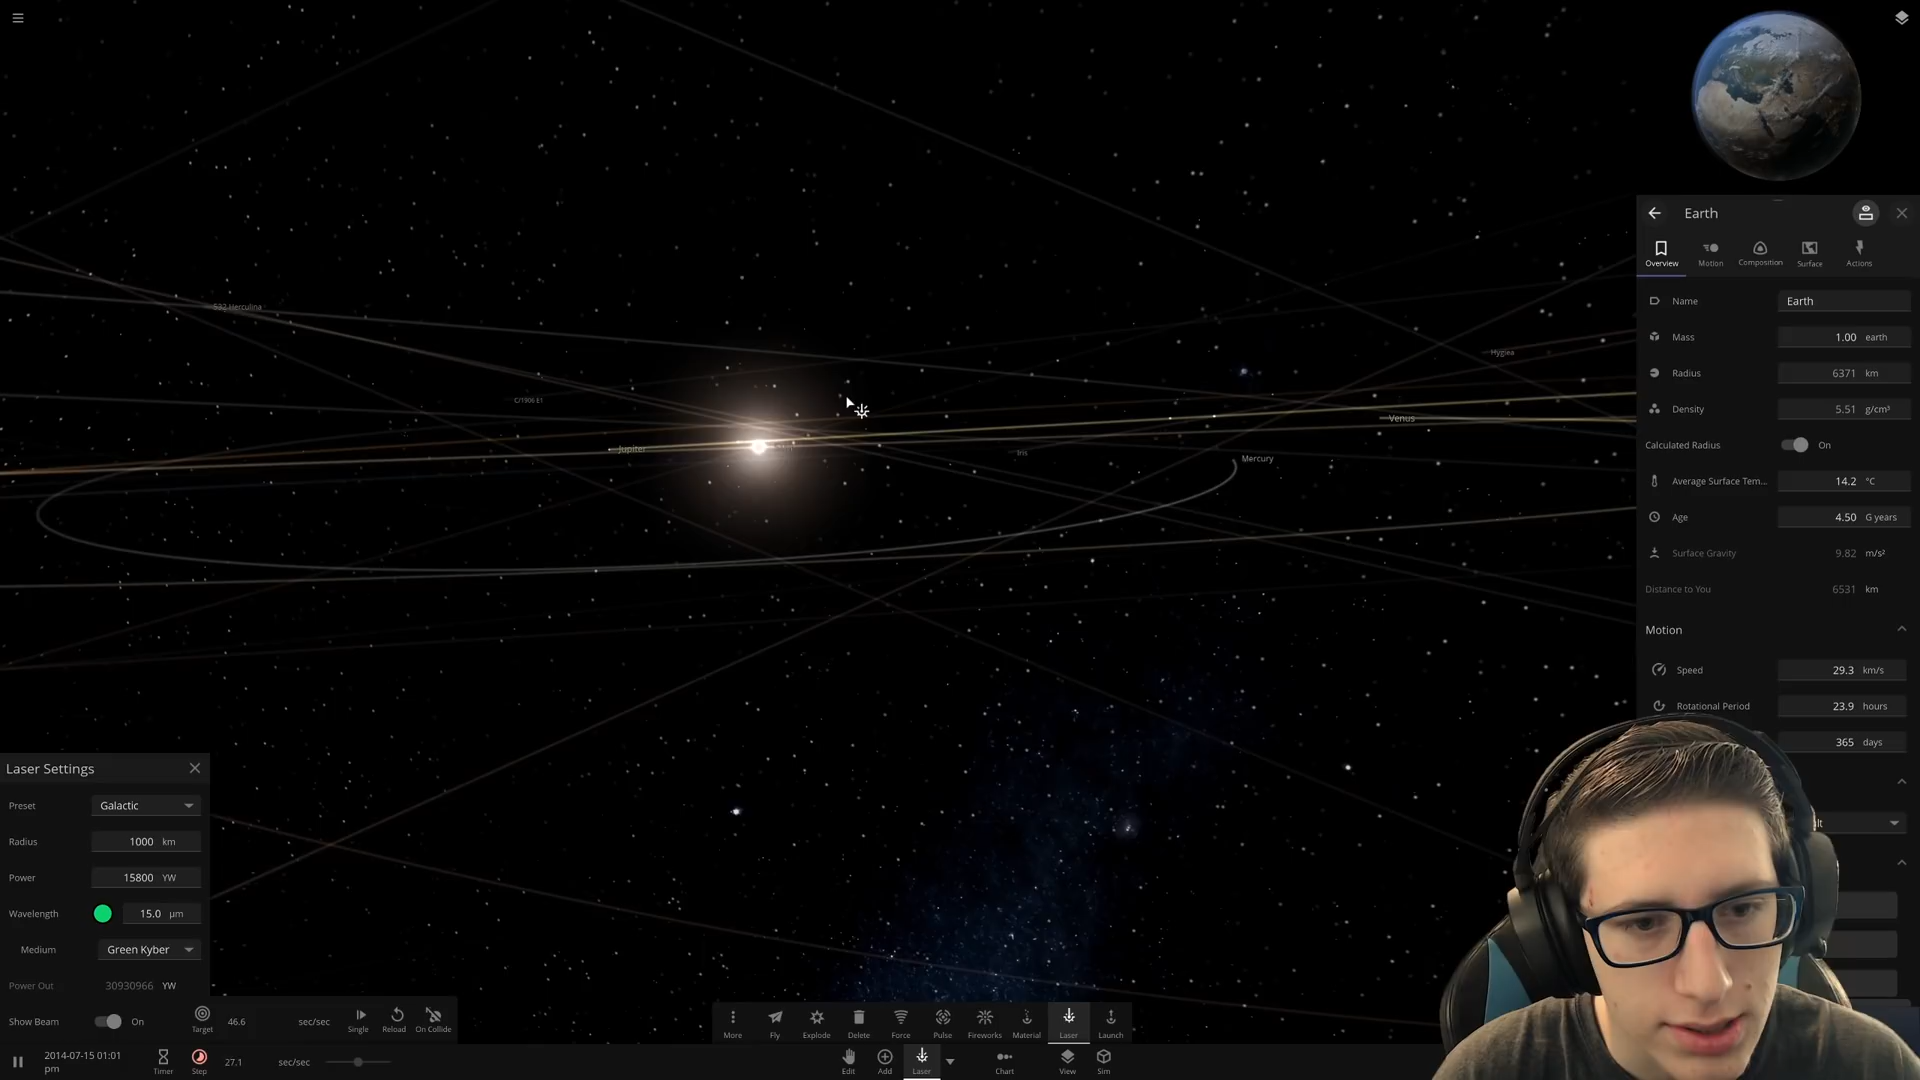 532 Herculina
C/1906 E1
Jupiter
Iris
Mercury
Venus
Hygiea
Earth
Overview
Motion
Composition
Surface
Actions
Name Earth
Mass 1.00 earth
Radius 6371 km
Density 5.51 g/cm³
Calculated Radius On
Average Surface Tem... 14.2 °C
Age 4.50 G years
Surface Gravity 9.82 m/s²
Distance to You 6531 km
Motion
Speed 29.3 km/s
Rotational Period 23.9 hours
365 days
lt
Laser Settings
Preset Galactic
Radius 1000 km
Power 15800 YW
Wavelength 15.0 µm
Medium Green Kyber
Power Out 30930966 YW
Show Beam On
Target 46.6 sec/sec Single Reload On Collide
More Fly Explode Delete Force Pulse Fireworks Material Laser Launch
2014-07-15 01:01
pm
Timer Step 27.1 sec/sec
Edit Add Laser Chart View Sim